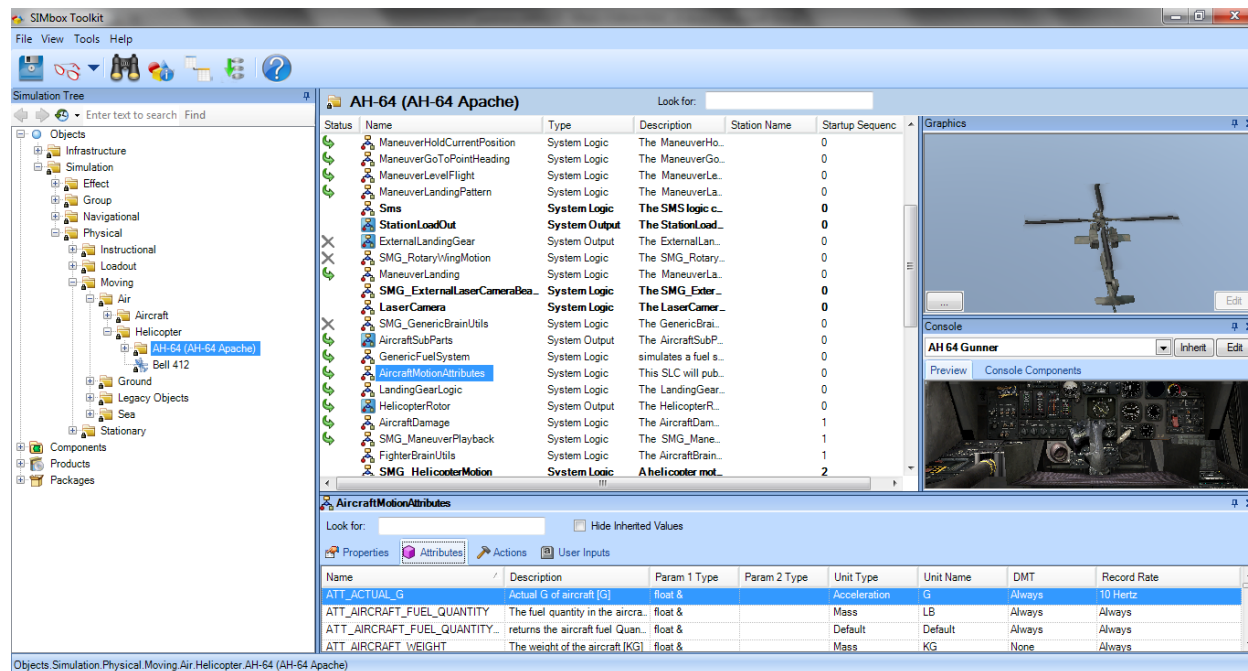 SIMbox Toolkit
File View Tools Help
Simulation Tree
Enter text to search Find
Objects
Infrastructure
Simulation
Effect
Group
Navigational
Physical
Instructional
Loadout
Moving
Air
Aircraft
Helicopter
AH-64 (AH-64 Apache)
Bell 412
Ground
Legacy Objects
Sea
Stationary
Components
Products
Packages
AH-64 (AH-64 Apache) Look for:
Status Name Type Description Station Name Startup Sequenc
ManeuverHoldCurrentPosition System Logic The ManeuverHo... 0
ManeuverGoToPointHeading System Logic The ManeuverGo... 0
ManeuverLevelFlight System Logic The ManeuverLe... 0
ManeuverLandingPattern System Logic The ManeuverLa... 0
Sms System Logic The SMS logic c... 0
StationLoadOut System Output The StationLoad... 0
ExternalLandingGear System Output The ExternalLan... 0
SMG_RotaryWingMotion System Logic The SMG_Rotary... 0
ManeuverLanding System Logic The ManeuverLa... 0
SMG_ExternalLaserCameraBea... System Logic The SMG_Exter... 0
LaserCamera System Logic The LaserCamer... 0
SMG_GenericBrainUtils System Logic The GenericBrai... 0
AircraftSubParts System Output The AircraftSubP... 0
GenericFuelSystem System Logic simulates a fuel s... 0
AircraftMotionAttributes System Logic This SLC will pub... 0
LandingGearLogic System Logic The LandingGear... 0
HelicopterRotor System Output The HelicopterR... 0
AircraftDamage System Logic The AircraftDam... 1
SMG_ManeuverPlayback System Logic The SMG_Mane... 1
FighterBrainUtils System Logic The AircraftBrain... 1
SMG_HelicopterMotion System Logic A helicopter mot... 2
Graphics
... Edit
Console
AH 64 Gunner Inherit Edit
Preview Console Components
AircraftMotionAttributes
Look for: Hide Inherited Values
Properties Attributes Actions User Inputs
Name Description Param 1 Type Param 2 Type Unit Type Unit Name DMT Record Rate
ATT_ACTUAL_G Actual G of aircraft [G] float & Acceleration G Always 10 Hertz
ATT_AIRCRAFT_FUEL_QUANTITY The fuel quantity in the aircra... float & Mass LB Always Always
ATT_AIRCRAFT_FUEL_QUANTITY... returns the aircraft fuel Quan... float & Default Default Always Always
ATT_AIRCRAFT_WEIGHT The weight of the aircraft [KG] float & Mass KG None Always
Objects.Simulation.Physical.Moving.Air.Helicopter.AH-64 (AH-64 Apache)